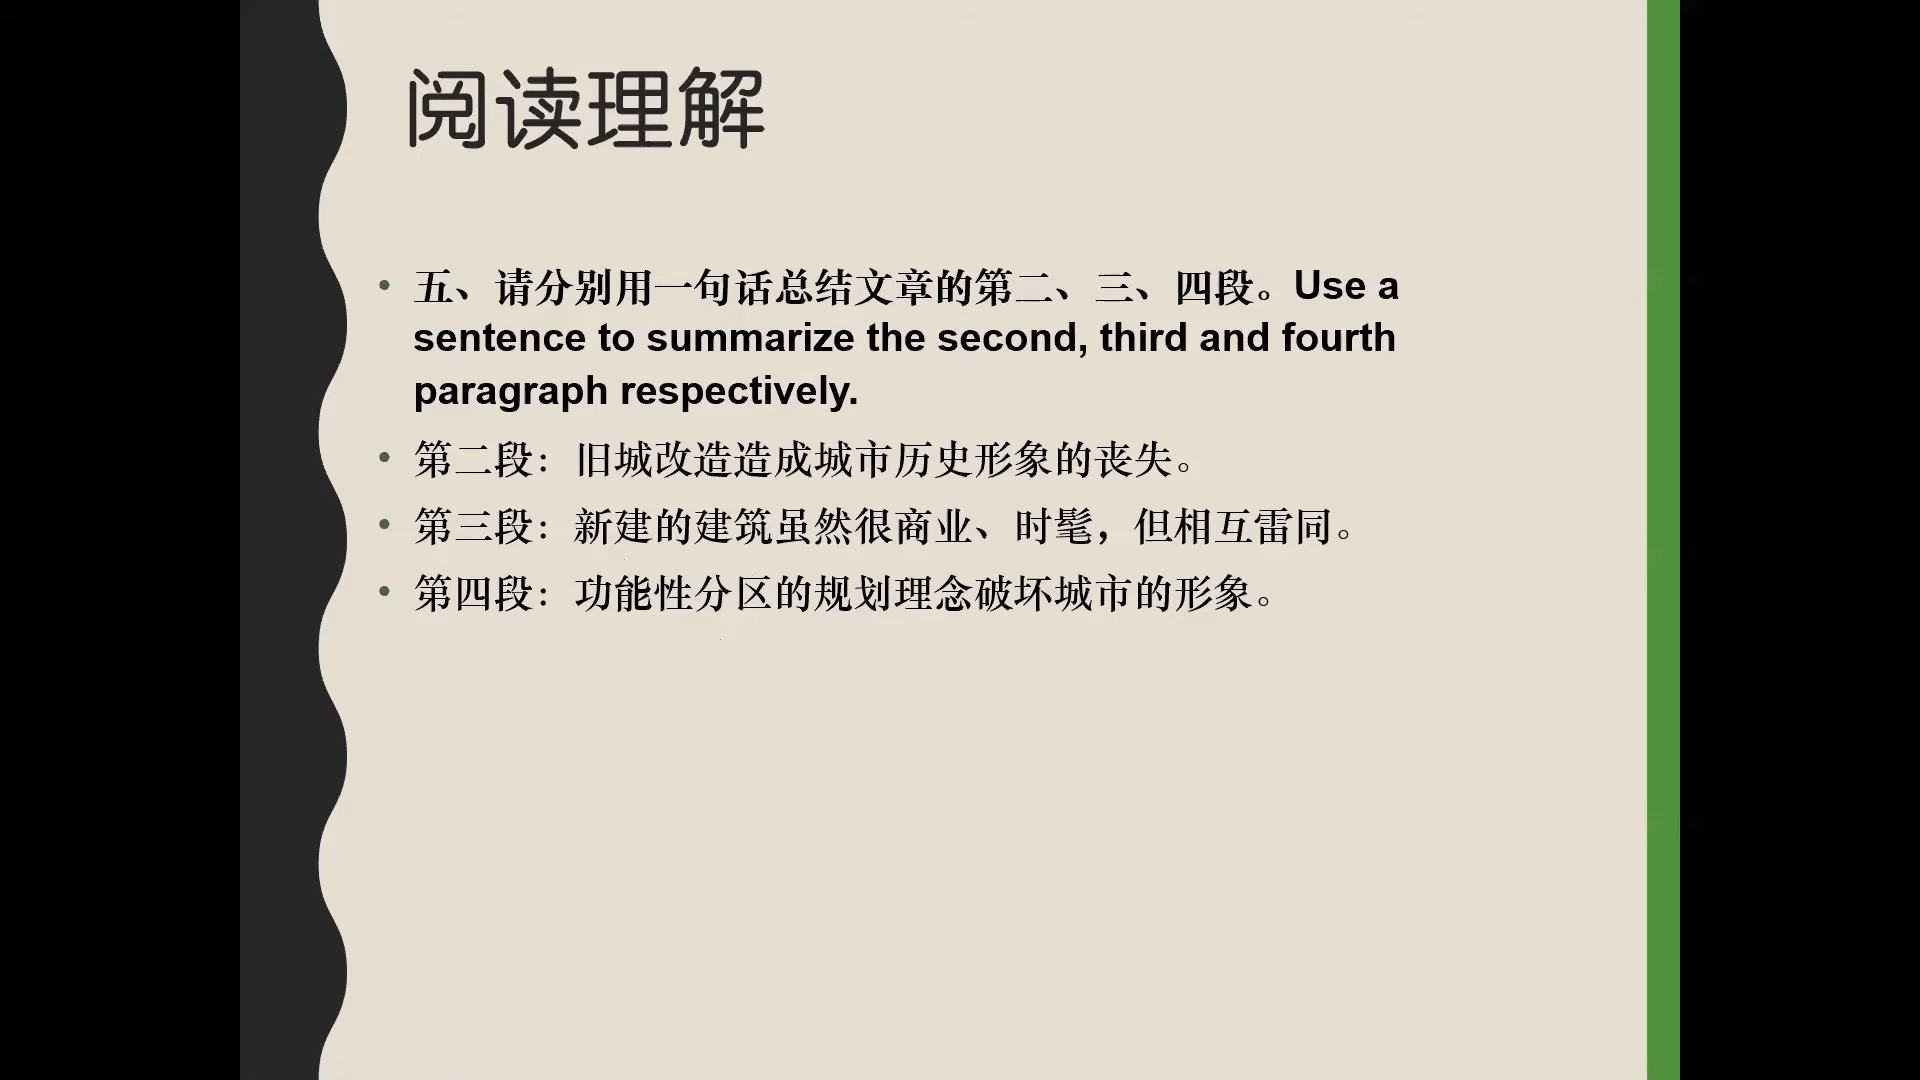 阅读理解
• 五、请分别用一句话总结文章的第二、三、四段。Use a
sentence to summarize the second, third and fourth
paragraph respectively.
• 第二段：旧城改造造成城市历史形象的丧失。
• 第三段：新建的建筑虽然很商业、时髦，但相互雷同。
• 第四段：功能性分区的规划理念破坏城市的形象。